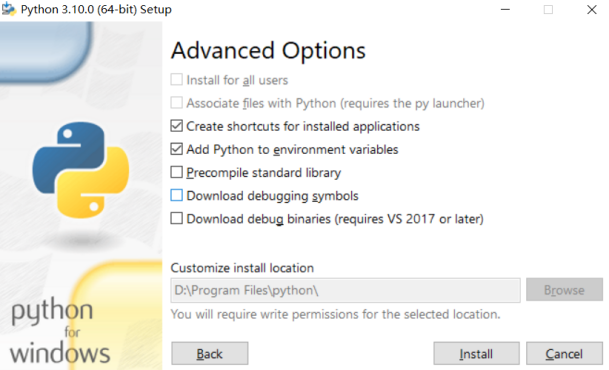 Python 3.10.0 (64-bit) Setup
Advanced Options
Install for all users
Associate files with Python (requires the py launcher)
Create shortcuts for installed applications
Add Python to environment variables
Precompile standard library
Download debugging symbols
Download debug binaries (requires VS 2017 or later)
Customize install location
D:\Program Files\python\
Browse
You will require write permissions for the selected location.
python
for
windows
Back
Install
Cancel